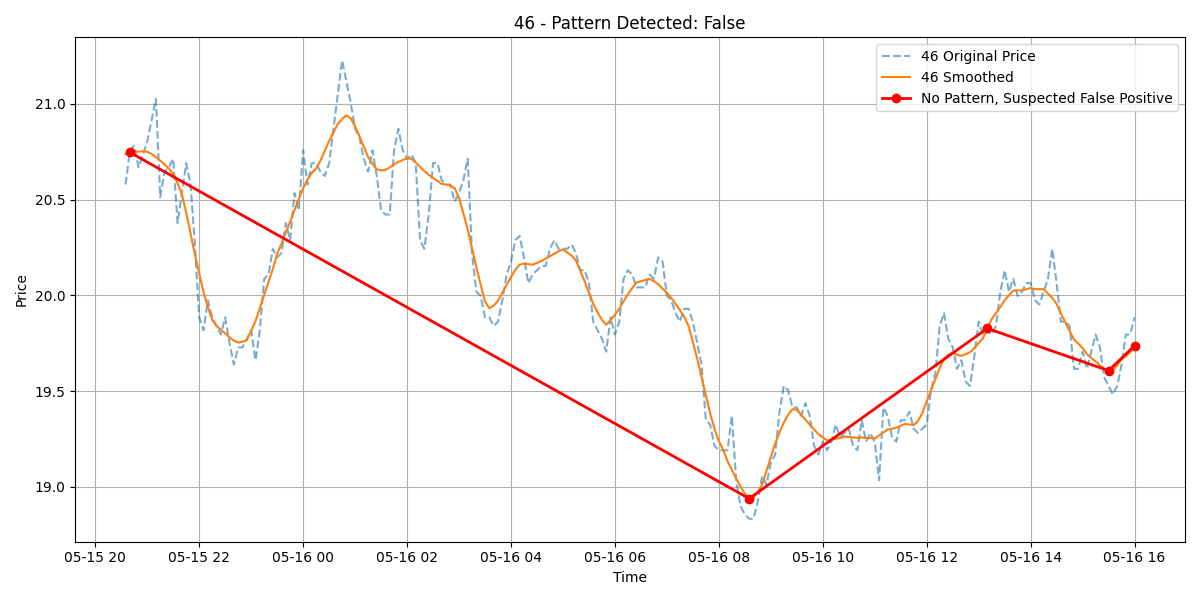 46 - Pattern Detected: False
46 Original Price
46 Smoothed
No Pattern, Suspected False Positive
Price
21.0
20.5
20.0
19.5
19.0
05-15 20 05-15 22 05-16 00 05-16 02 05-16 04 05-16 06 05-16 08 05-16 10 05-16 12 05-16 14 05-16 16
Time